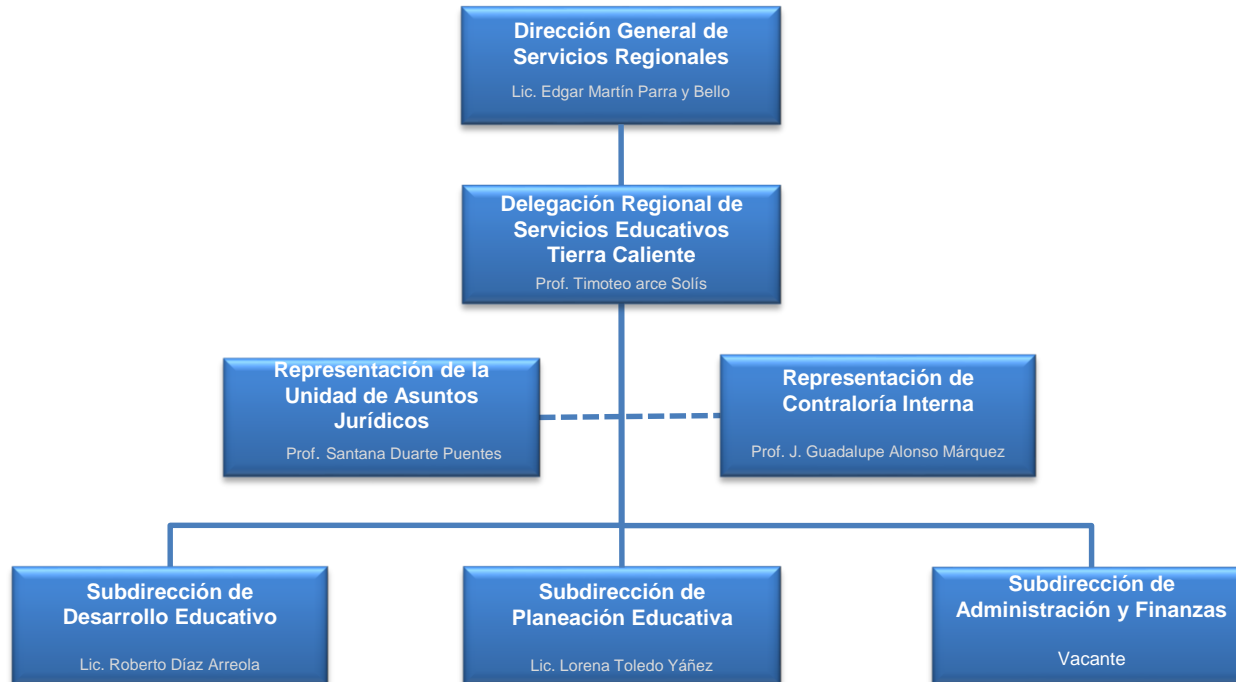 Dirección General de
Servicios Regionales
Lic. Edgar Martín Parra y Bello
Delegación Regional de
Servicios Educativos
Tierra Caliente
Prof. Timoteo arce Solís
Representación de la
Unidad de Asuntos
Jurídicos
Prof. Santana Duarte Puentes
Representación de
Contraloría Interna
Prof. J. Guadalupe Alonso Márquez
Subdirección de
Desarrollo Educativo
Lic. Roberto Díaz Arreola
Subdirección de
Planeación Educativa
Lic. Lorena Toledo Yáñez
Subdirección de
Administración y Finanzas
Vacante